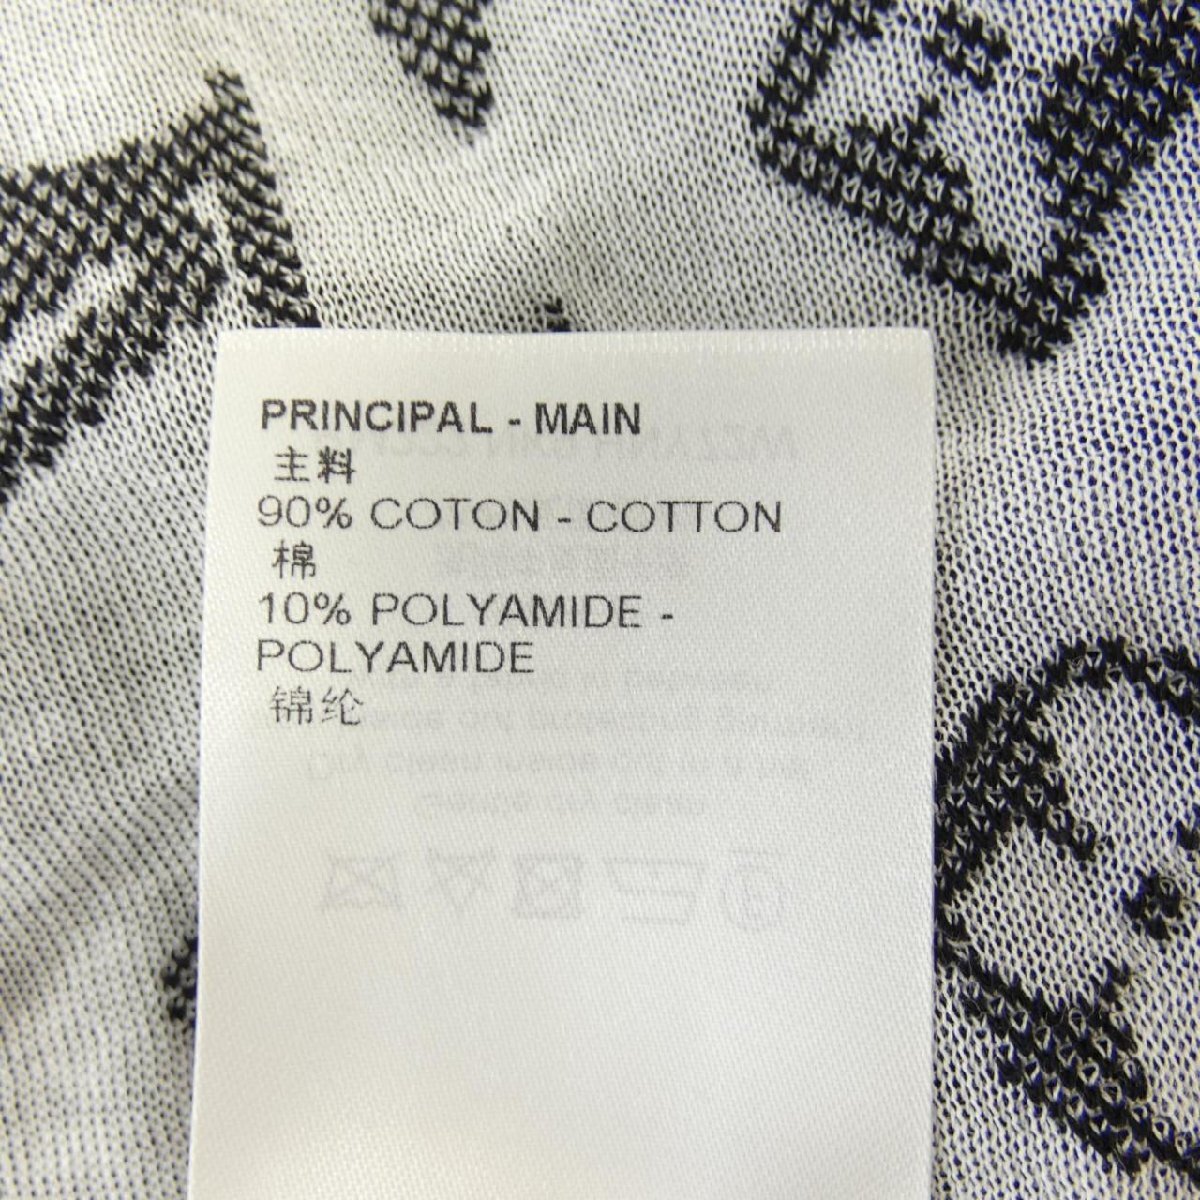 PRINCIPAL - MAIN
主料
90% COTON - COTTON
棉
10% POLYAMIDE -
POLYAMIDE
锦纶